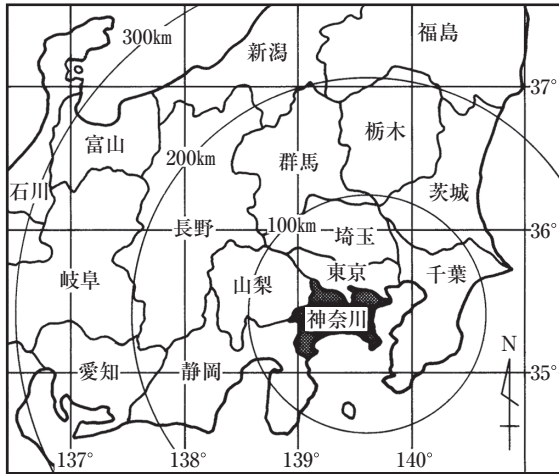 300km
新潟
福島
37°
富山
200km
群馬
栃木
石川
長野
100km
埼玉
茨城
36°
岐阜
山梨
東京
千葉
神奈川
愛知
静岡
N
35°
137°
138°
139°
140°